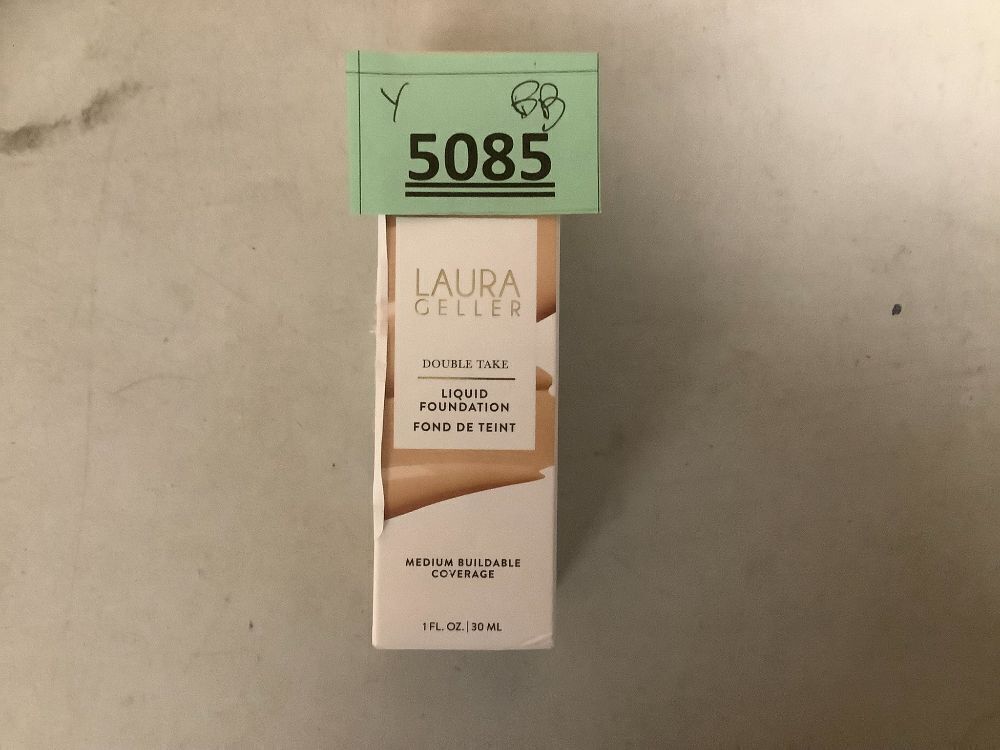 Y BB
5085
LAURA
GELLER
DOUBLE TAKE
LIQUID
FOUNDATION
FOND DE TEINT
MEDIUM BUILDABLE
COVERAGE
1 FL. OZ. | 30 ML